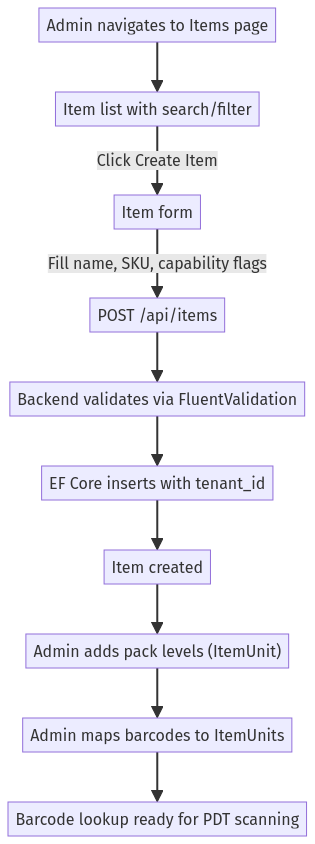 Admin navigates to Items page
Item list with search/filter
Click Create Item
Item form
Fill name, SKU, capability flags
POST /api/items
Backend validates via FluentValidation
EF Core inserts with tenant_id
Item created
Admin adds pack levels (ItemUnit)
Admin maps barcodes to ItemUnits
Barcode lookup ready for PDT scanning